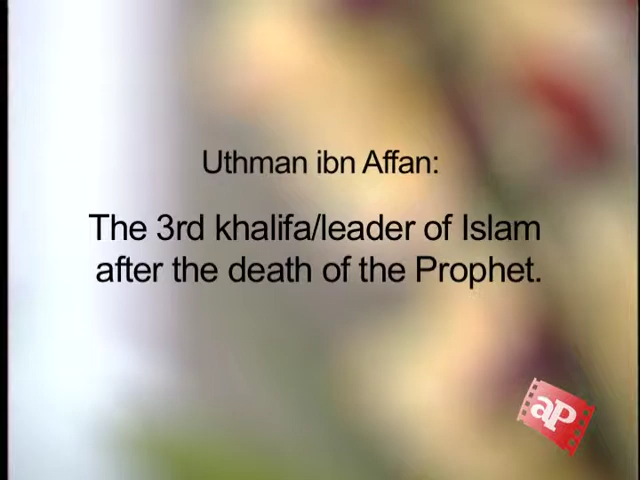 Uthman ibn Affan:
The 3rd khalifa/leader of Islam
after the death of the Prophet.
aP